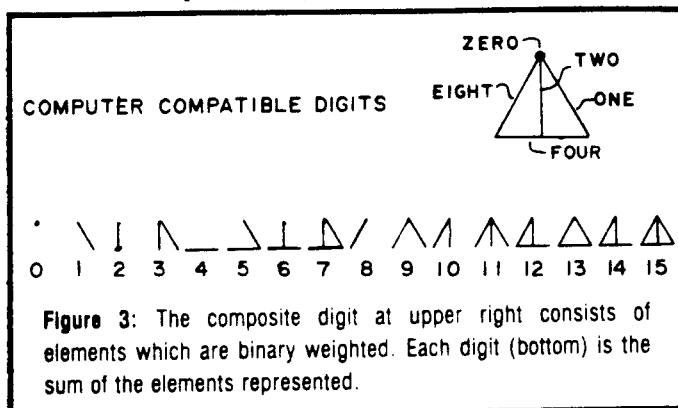 ZERO
TWO
COMPUTER COMPATIBLE DIGITS
EIGHT
ONE
FOUR
0 1 2 3 4 5 6 7 8 9 10 11 12 13 14 15
Figure 3: The composite digit at upper right consists of
elements which are binary weighted. Each digit (bottom) is the
sum of the elements represented.